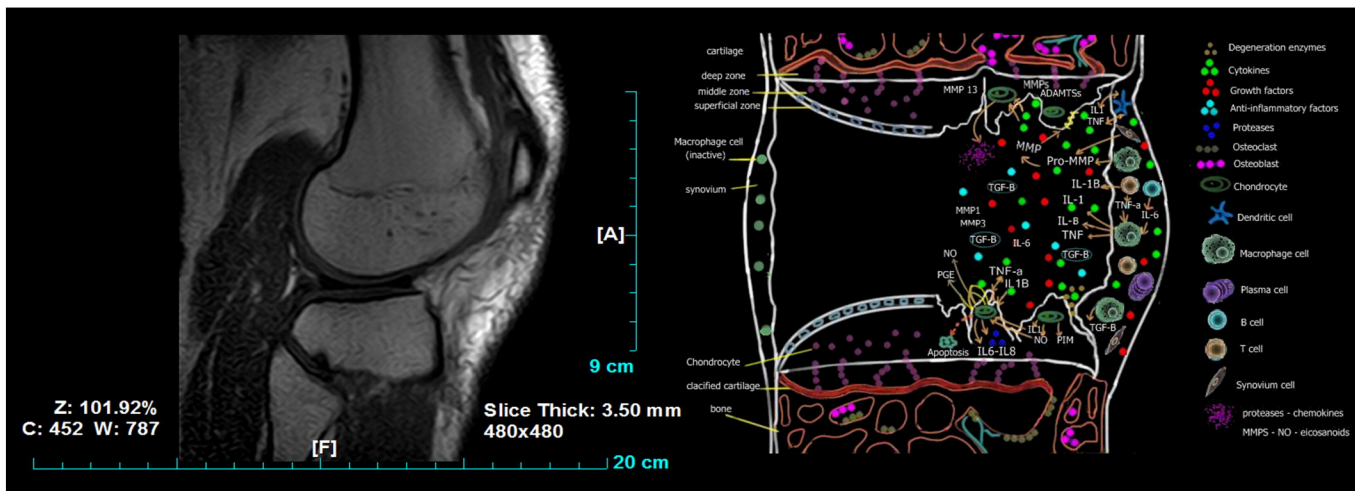 [A]
9 cm
Z: 101.92%
C: 452 W: 787
Slice Thick: 3.50 mm
480x480
[F]
20 cm
cartilage
deep zone
middle zone
superficial zone
Macrophage cell
(inactive)
synovium
Chondrocyte
clacified cartilage
bone
MMP 13
MMPs
ADAMTSs
IL1
TNF
MMP
Pro-MMP
TGF-B
IL-1B
IL-1
TNF-a
IL-6
MMP1
MMP3
IL-B
TNF
TGF-B
IL-6
TGF-B
NO
PGE
TNF-a
IL1B
IL1
TGF-B
NO
PIM
Apoptosis
IL6-IL8
Degeneration enzymes
Cytokines
Growth factors
Anti-inflammatory factors
Proteases
Osteoclast
Osteoblast
Chondrocyte
Dendritic cell
Macrophage cell
Plasma cell
B cell
T cell
Synovium cell
proteases - chemokines
MMPS - NO - eicosanoids